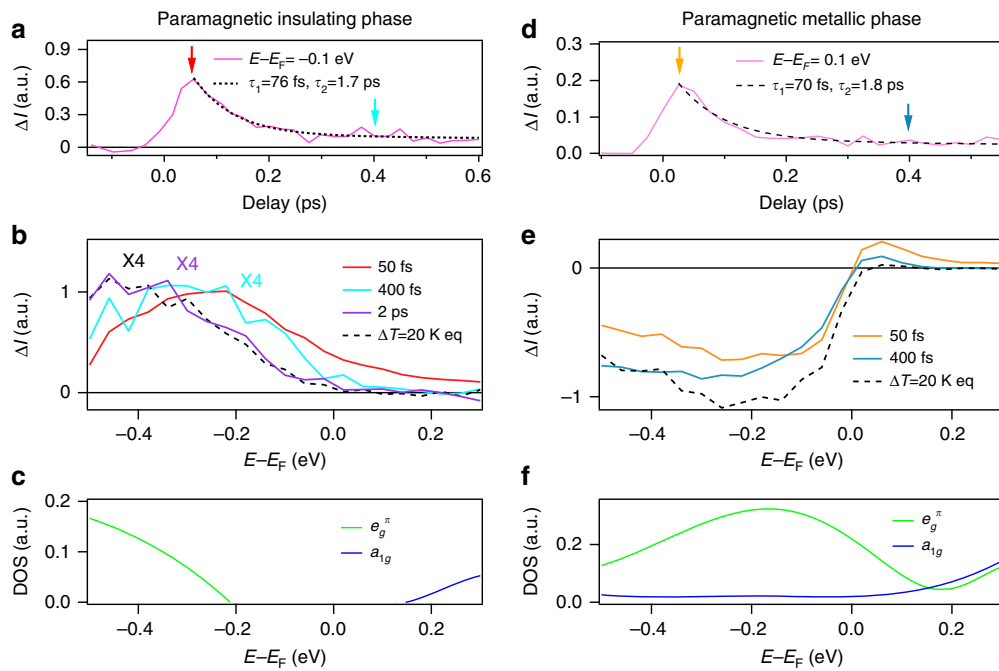 Paramagnetic insulating phase
a
0.9
0.6
0.3
0
ΔI (a.u.)
E–EF= –0.1 eV
τ1=76 fs, τ2=1.7 ps
0.0
0.2
0.4
0.6
Delay (ps)
b
X4
X4
X4
1
0
ΔI (a.u.)
50 fs
400 fs
2 ps
ΔT=20 K eq
–0.4
–0.2
0.0
0.2
E–EF (eV)
c
0.2
0.1
0.0
DOS (a.u.)
egπ
a1g
–0.4
–0.2
0.0
0.2
E–EF (eV)
Paramagnetic metallic phase
d
0.3
0.2
0.1
0.0
ΔI (a.u.)
E–EF= 0.1 eV
τ1=70 fs, τ2=1.8 ps
0.0
0.2
0.4
Delay (ps)
e
0
–1
ΔI (a.u.)
50 fs
400 fs
ΔT=20 K eq
–0.4
–0.2
0.0
0.2
E–EF (eV)
f
0.2
0.0
DOS (a.u.)
egπ
a1g
–0.4
–0.2
0.0
0.2
E–EF (eV)